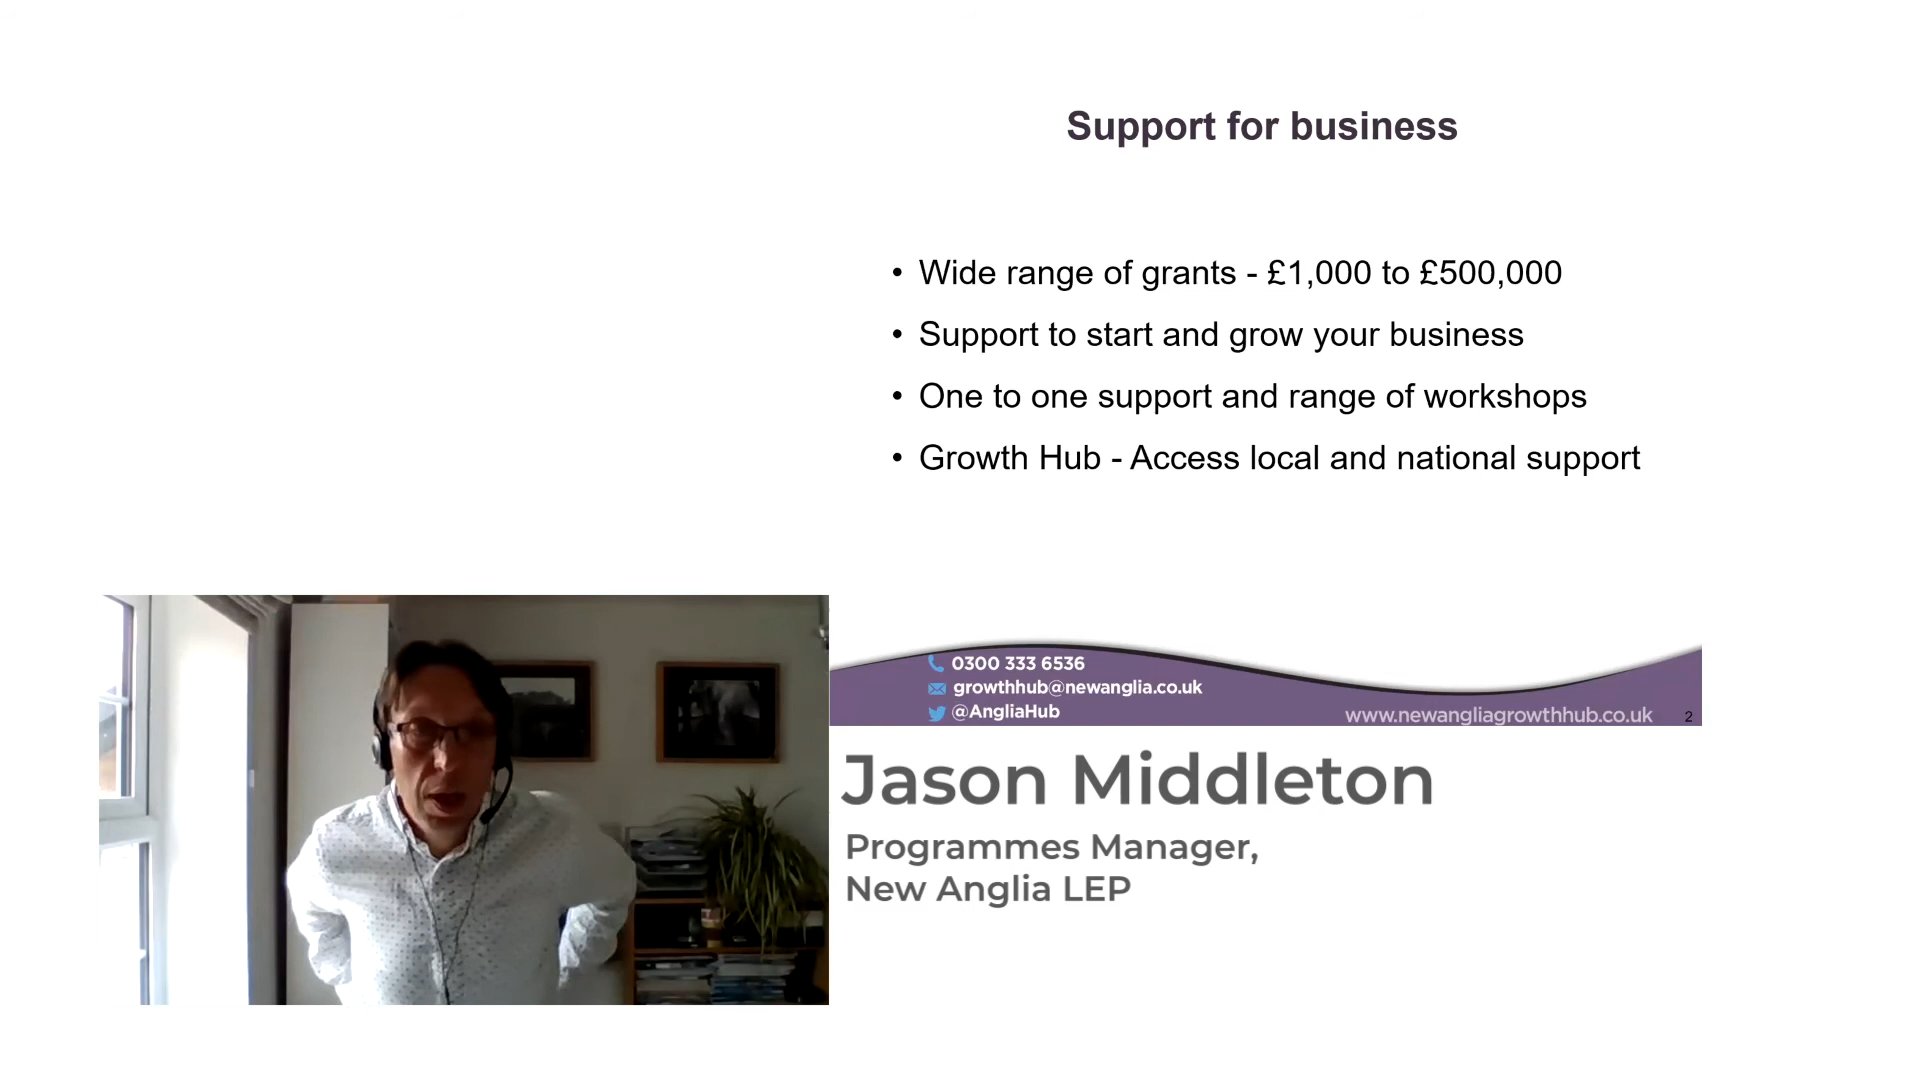 Support for business
• Wide range of grants - £1,000 to £500,000
• Support to start and grow your business
• One to one support and range of workshops
• Growth Hub - Access local and national support
0300 333 6536
growthhub@newanglia.co.uk
@AngliaHub
www.newangliagrowthhub.co.uk 2
Jason Middleton
Programmes Manager,
New Anglia LEP